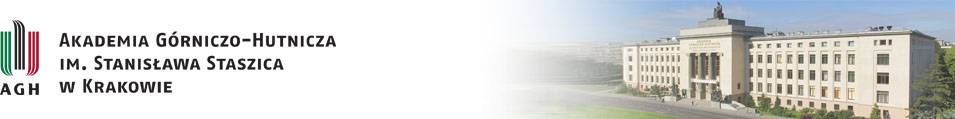 AKADEMIA GÓRNICZO-HUTNICZA
IM. STANISŁAWA STASZICA
W KRAKOWIE
AGH